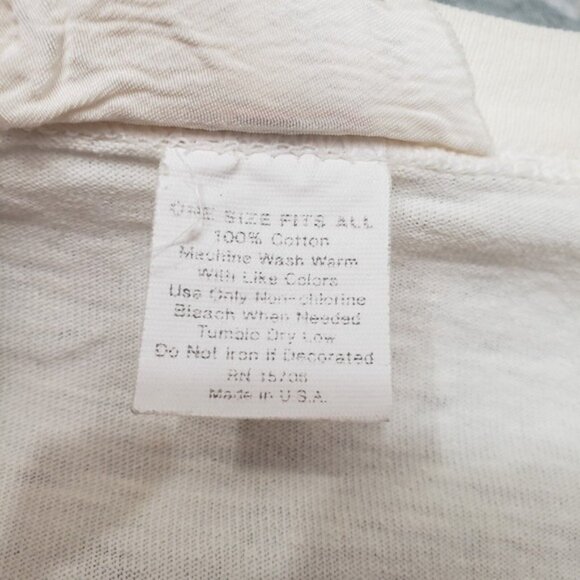 ONE SIZE FITS ALL
100% Cotton
Machine Wash Warm
With Like Colors
Use Only Non-chlorine
Bleach When Needed
Tumble Dry Low
Do Not Iron if Decorated
RN 15706
Made in U.S.A.